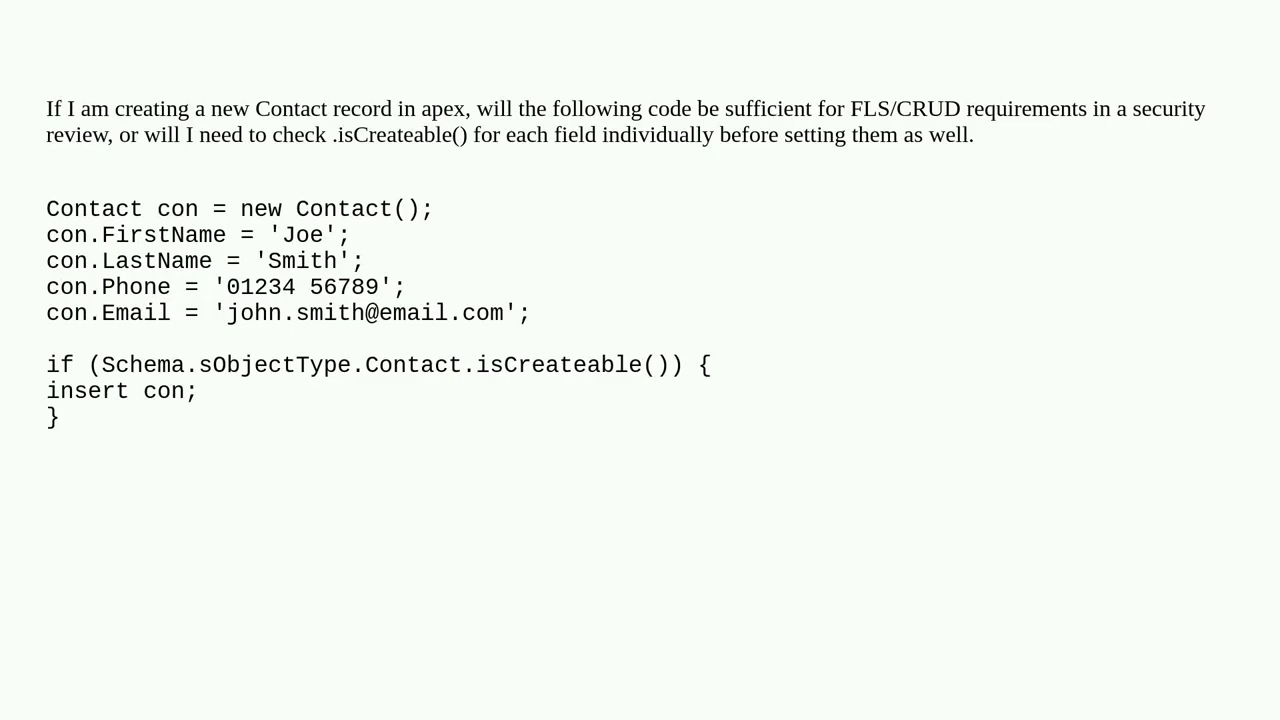 If I am creating a new Contact record in apex, will the following code be sufficient for FLS/CRUD requirements in a security
review, or will I need to check .isCreateable() for each field individually before setting them as well.
Contact con = new Contact();
con.FirstName = 'Joe';
con.LastName = 'Smith';
con.Phone = '01234 56789';
con.Email = 'john.smith@email.com';
if (Schema.sObjectType.Contact.isCreateable()) {
insert con;
}